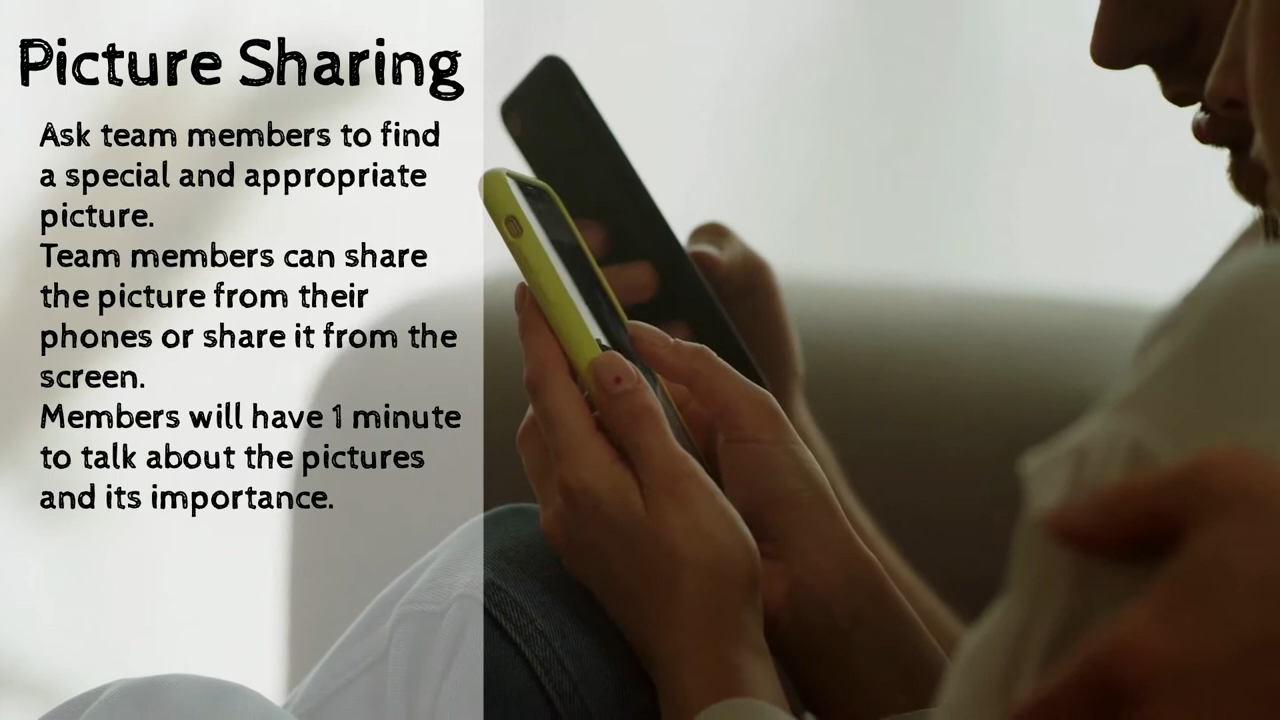 Picture Sharing
Ask team members to find
a special and appropriate
picture.
Team members can share
the picture from their
phones or share it from the
screen.
Members will have 1 minute
to talk about the pictures
and its importance.